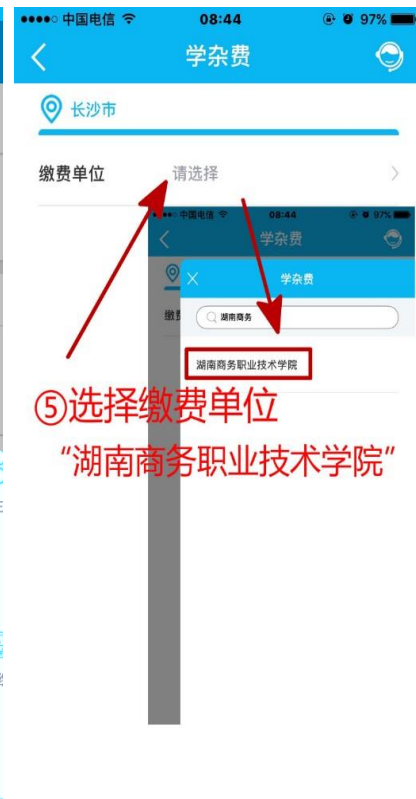 中国电信 08:44 97%
学杂费
长沙市
缴费单位 请选择
中国电信 08:44 97%
学杂费
学杂费
缴费
湖南商务
湖南商务职业技术学院
⑤选择缴费单位
“湖南商务职业技术学院”